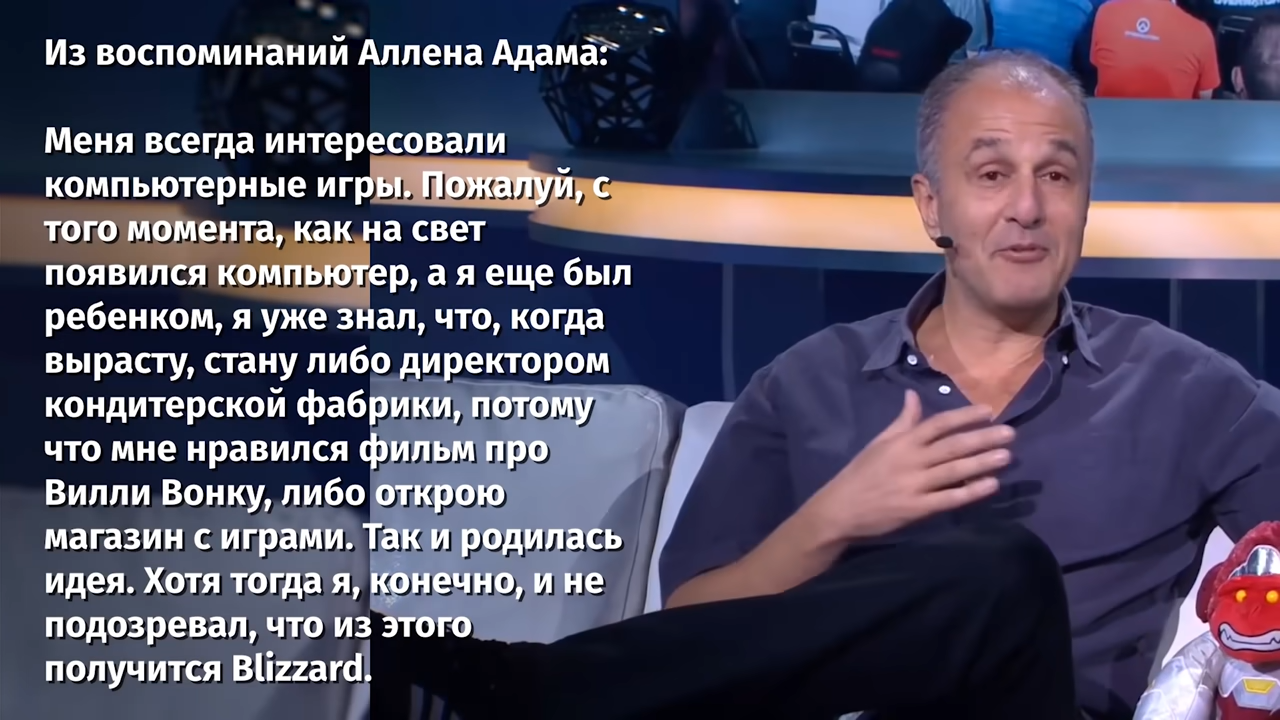 Из воспоминаний Аллена Адама:
Меня всегда интересовали
компьютерные игры. Пожалуй, с
того момента, как на свет
появился компьютер, а я еще был
ребенком, я уже знал, что, когда
вырасту, стану либо директором
кондитерской фабрики, потому
что мне нравился фильм про
Вилли Вонку, либо открою
магазин с играми. Так и родилась
идея. Хотя тогда я, конечно, и не
подозревал, что из этого
получится Blizzard.